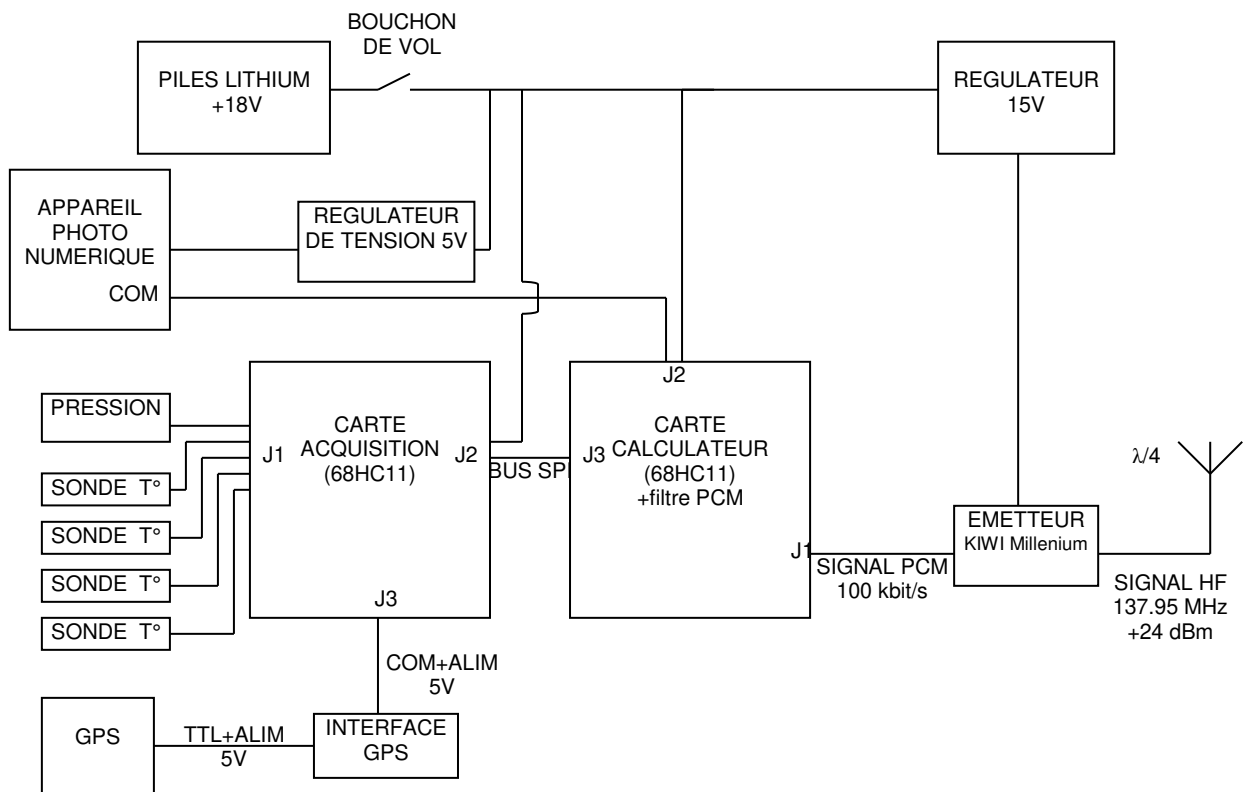 BOUCHON
DE VOL
PILES LITHIUM
+18V
REGULATEUR
15V
APPAREIL
PHOTO
NUMERIQUE
COM
REGULATEUR
DE TENSION 5V
J2
PRESSION
SONDE T°
SONDE T°
SONDE T°
SONDE T°
J1
CARTE
ACQUISITION
(68HC11)
J2
J3
BUS SPI
J3
CARTE
CALCULATEUR
(68HC11)
+filtre PCM
J1
SIGNAL PCM
100 kbit/s
EMETTEUR
KIWI Millenium
λ/4
SIGNAL HF
137.95 MHz
+24 dBm
COM+ALIM
5V
GPS
TTL+ALIM
5V
INTERFACE
GPS